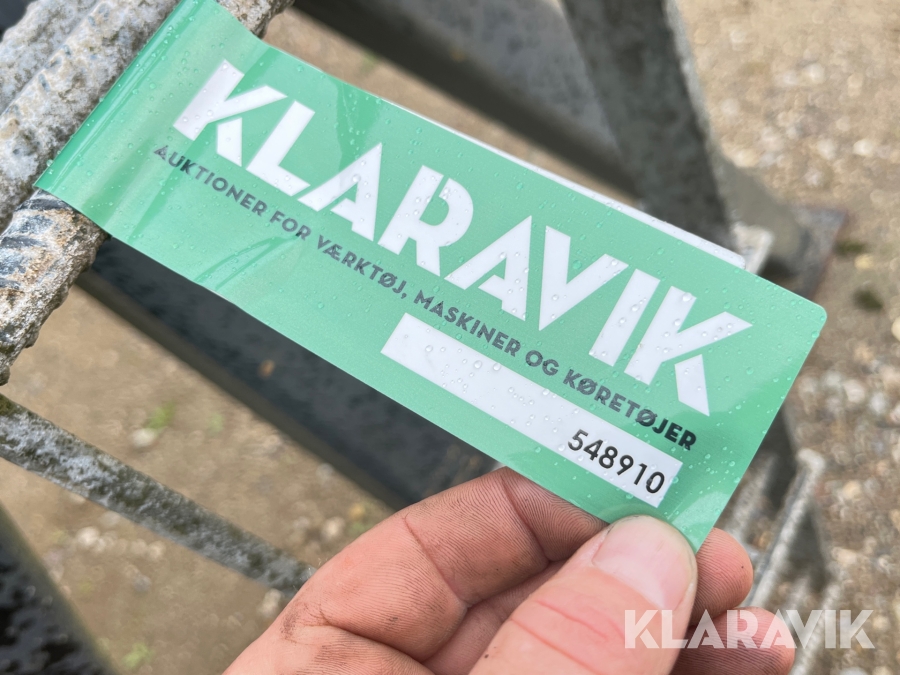 KLARAVIK
AUKTIONER FOR VÆRKTØJ, MASKINER OG KØRETØJER
548910
KLARAVIK